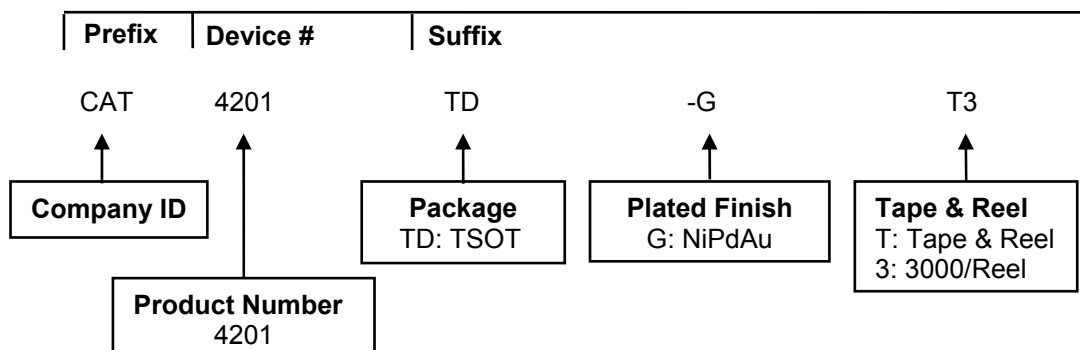 Prefix Device # Suffix
CAT 4201 TD -G T3
Company ID
Package
TD: TSOT
Plated Finish
G: NiPdAu
Tape & Reel
T: Tape & Reel
3: 3000/Reel
Product Number
4201